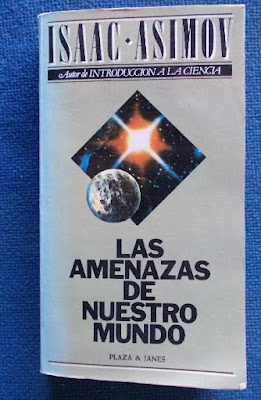 ISAAC · ASIMOV
Autor de INTRODUCCION A LA CIENCIA
LAS
AMENAZAS
DE
NUESTRO
MUNDO
PLAZA & JANES